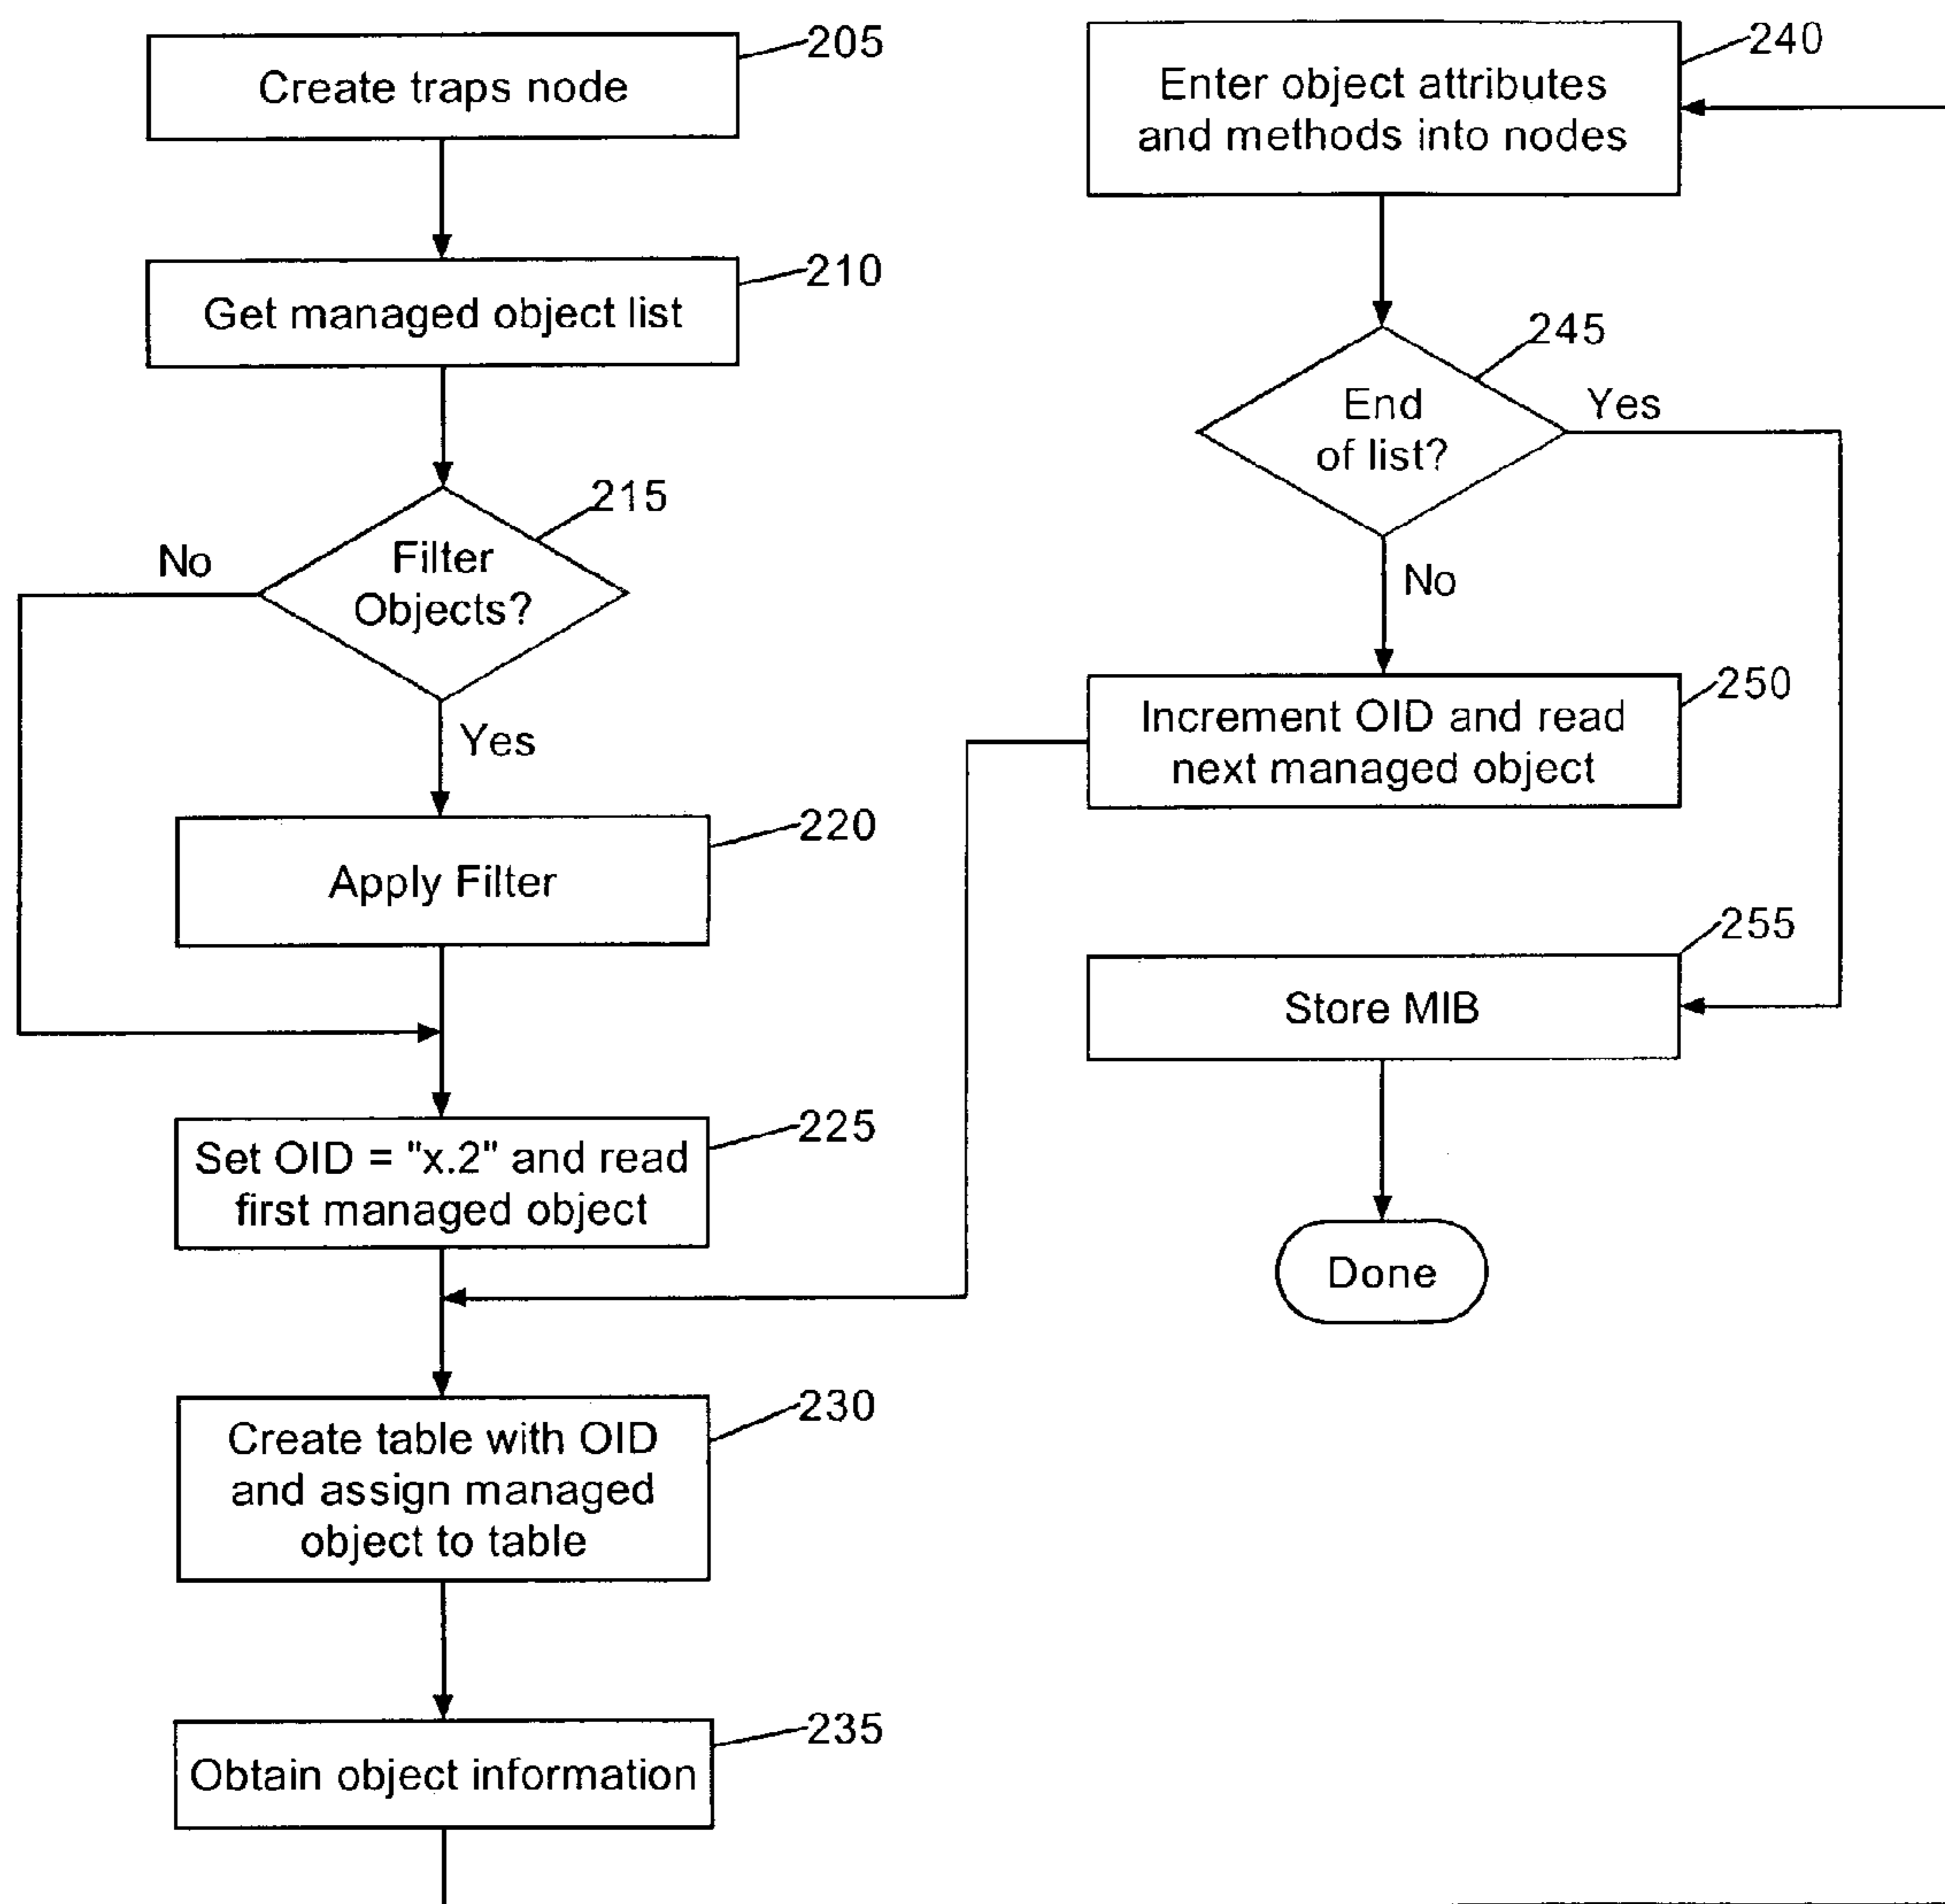 205
Create traps node
210
Get managed object list
215
No
Filter
Objects?
Yes
220
Apply Filter
225
Set OID = "x.2" and read
first managed object
230
Create table with OID
and assign managed
object to table
235
Obtain object information
240
Enter object attributes
and methods into nodes
245
End
of list?
Yes
No
250
Increment OID and read
next managed object
255
Store MIB
Done